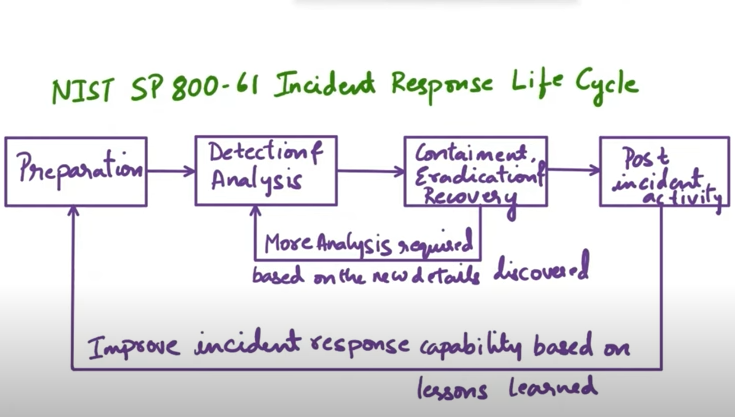 NIST SP 800-61 Incident Response Life Cycle
Preparation
Detection &
Analysis
Contaiment,
Eradication &
Recovery
Post
incident
activity
More Analysis required
based on the new details discovered
Improve incident response capability based on
lessons learned